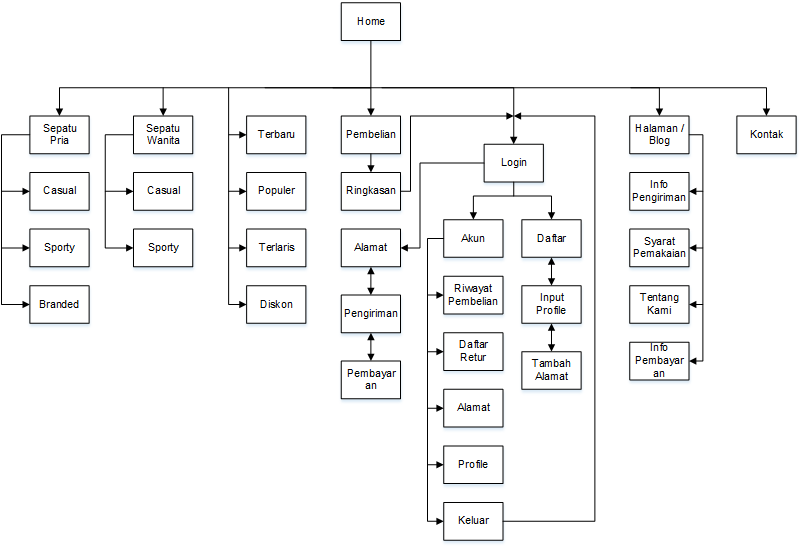 Home
Sepatu
Pria
Casual
Sporty
Branded
Sepatu
Wanita
Casual
Sporty
Terbaru
Populer
Terlaris
Diskon
Pembelian
Ringkasan
Alamat
Pengiriman
Pembayar
an
Login
Akun
Riwayat
Pembelian
Daftar
Retur
Alamat
Profile
Keluar
Daftar
Input
Profile
Tambah
Alamat
Halaman /
Blog
Info
Pengiriman
Syarat
Pemakaian
Tentang
Kami
Info
Pembayar
an
Kontak